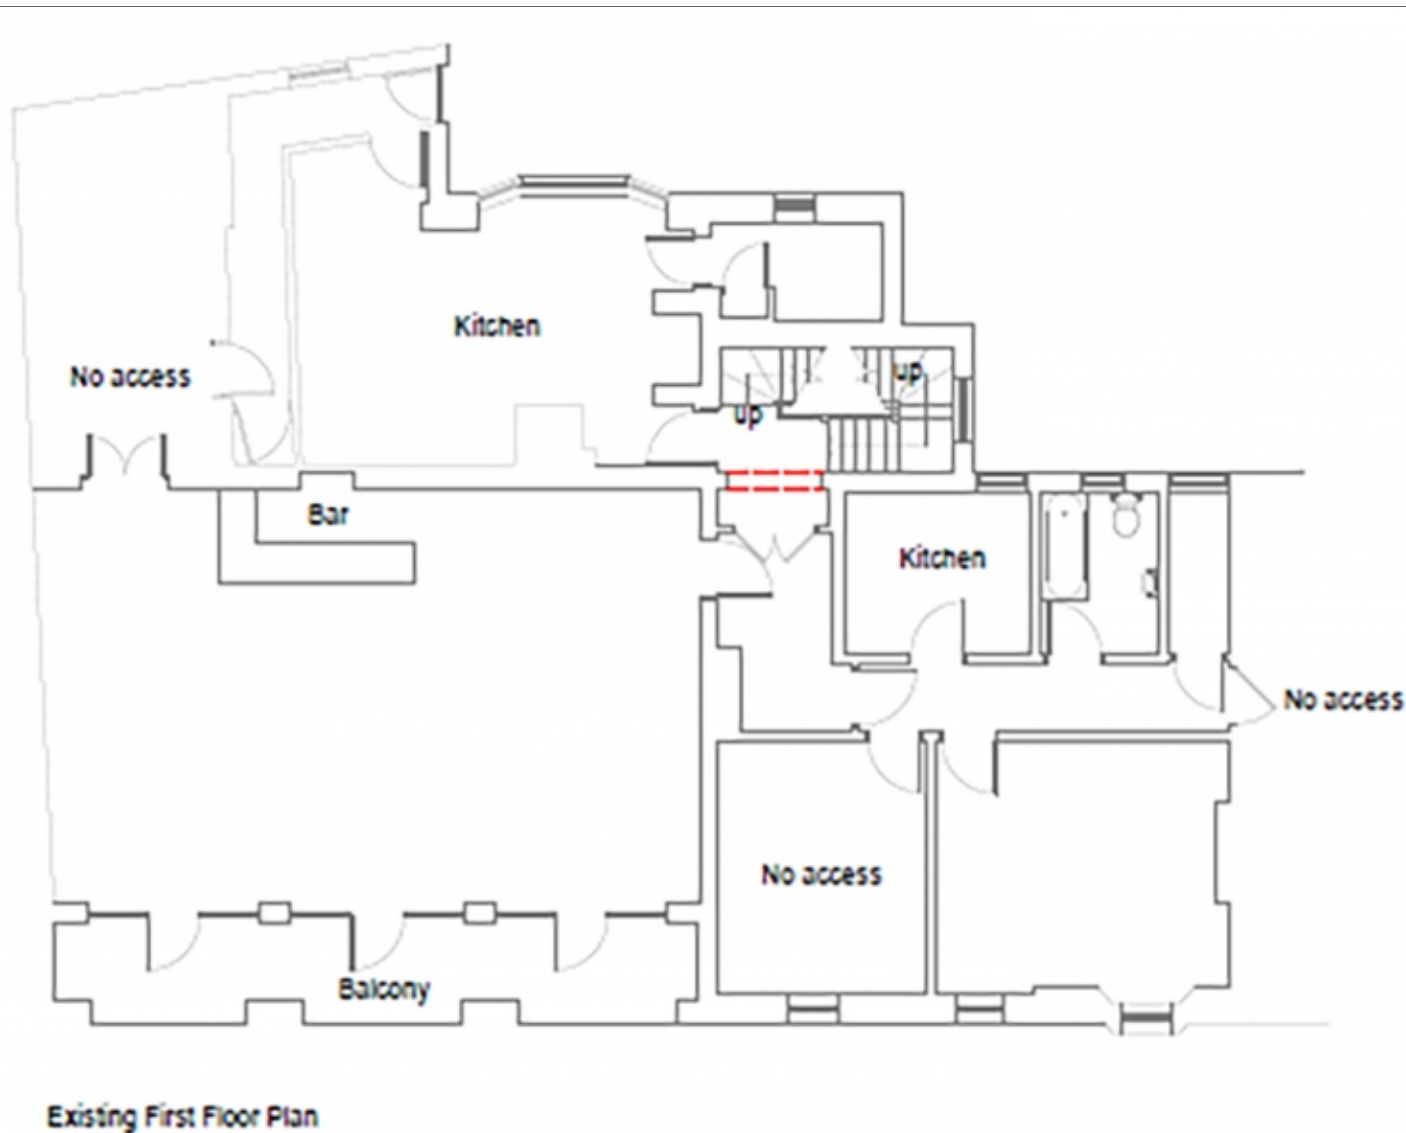 Kitchen
No access
up
up
Bar
Kitchen
No access
No access
Balcony
Existing First Floor Plan